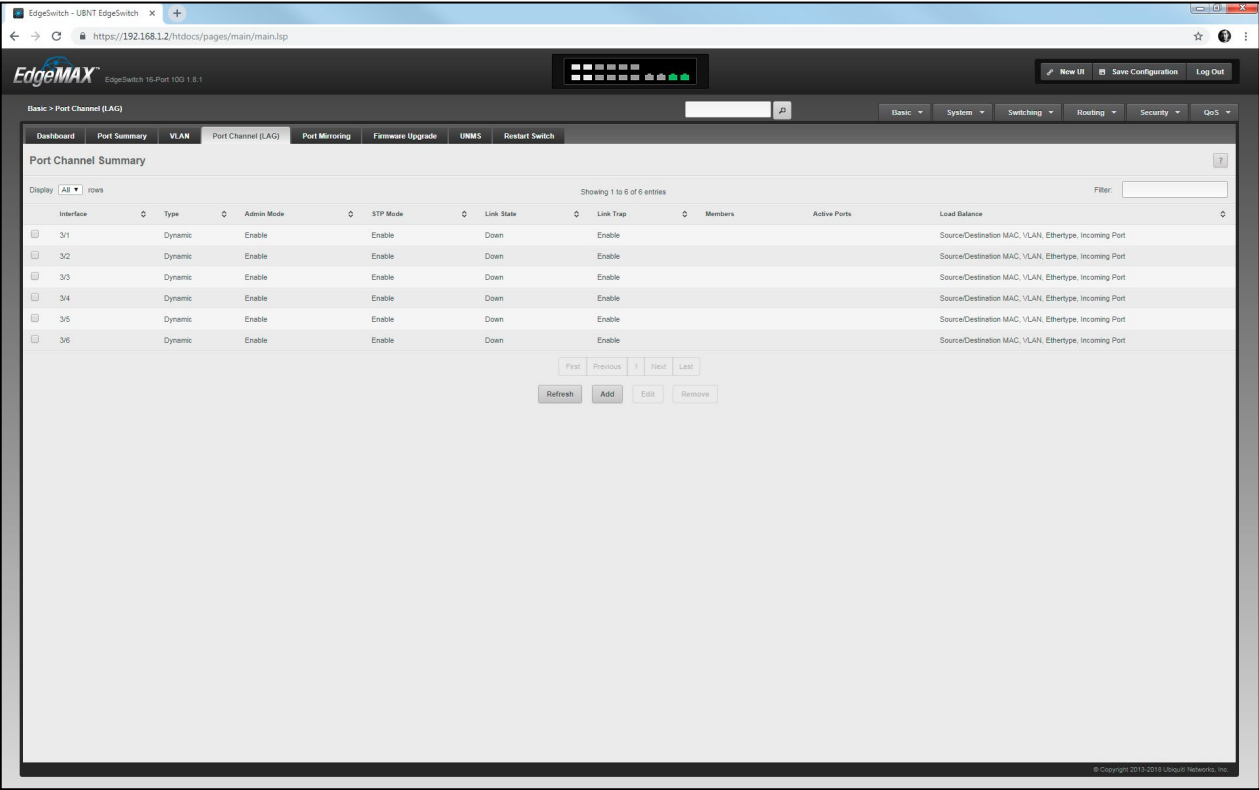 EdgeSwitch - UBNT EdgeSwitch
https://192.168.1.2/htdocs/pages/main/main.lsp
EdgeMAX™ EdgeSwitch 16-Port 10G 1.8.1
New UI Save Configuration Log Out
Basic > Port Channel (LAG)
Basic System Switching Routing Security QoS
Dashboard Port Summary VLAN Port Channel (LAG) Port Mirroring Firmware Upgrade UNMS Restart Switch
Port Channel Summary ?
Display All rows Showing 1 to 6 of 6 entries Filter:
Interface Type Admin Mode STP Mode Link State Link Trap Members Active Ports Load Balance
3/1 Dynamic Enable Enable Down Enable Source/Destination MAC, VLAN, Ethertype, Incoming Port
3/2 Dynamic Enable Enable Down Enable Source/Destination MAC, VLAN, Ethertype, Incoming Port
3/3 Dynamic Enable Enable Down Enable Source/Destination MAC, VLAN, Ethertype, Incoming Port
3/4 Dynamic Enable Enable Down Enable Source/Destination MAC, VLAN, Ethertype, Incoming Port
3/5 Dynamic Enable Enable Down Enable Source/Destination MAC, VLAN, Ethertype, Incoming Port
3/6 Dynamic Enable Enable Down Enable Source/Destination MAC, VLAN, Ethertype, Incoming Port
First Previous 1 Next Last
Refresh Add Edit Remove
© Copyright 2013-2018 Ubiquiti Networks, Inc.